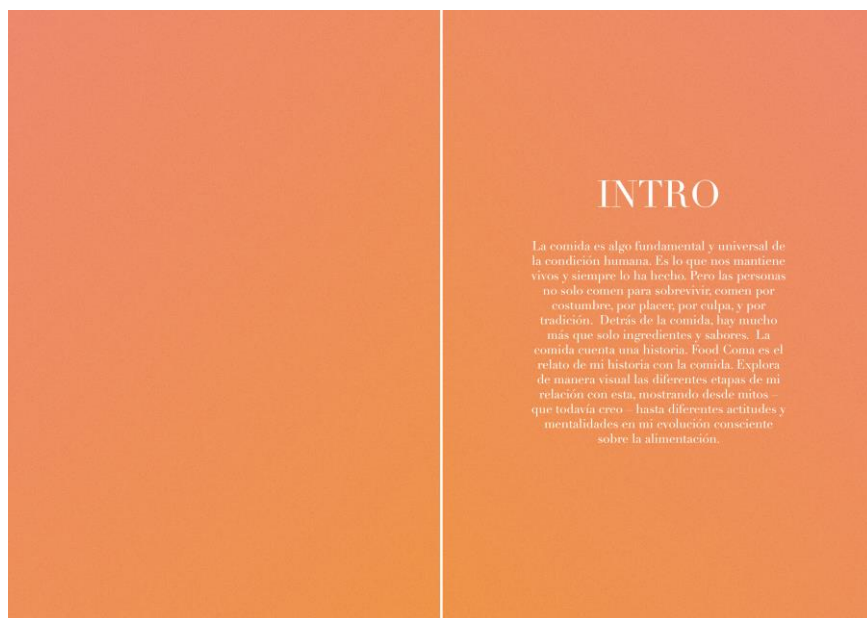 INTRO
La comida es algo fundamental y universal de
la condición humana. Es lo que nos mantiene
vivos y siempre lo ha hecho. Pero las personas
no solo comen para sobrevivir, comen por
costumbre, por placer, por culpa, y por
tradición.  Detrás de la comida, hay mucho
más que solo ingredientes y sabores.  La
comida cuenta una historia. Food Coma es el
relato de mi historia con la comida. Explora
de manera visual las diferentes etapas de mi
relación con esta, mostrando desde mitos –
que todavía creo – hasta diferentes actitudes y
mentalidades en mi evolución consciente
sobre la alimentación.